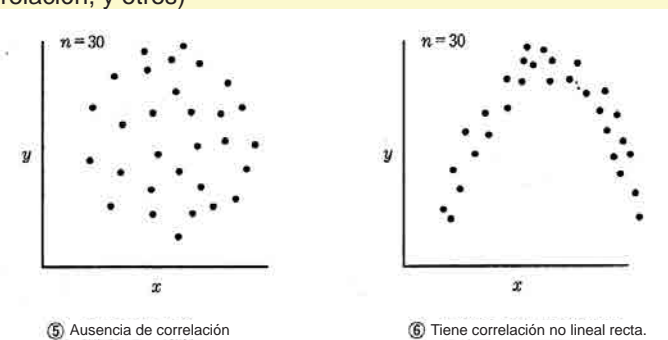 relación, y otros)
n=30
y
x
⑤ Ausencia de correlación
n=30
y
x
⑥ Tiene correlación no lineal recta.